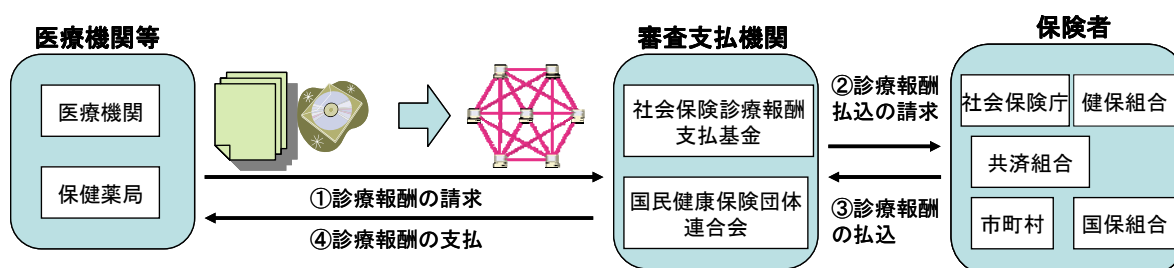 医療機関等
医療機関
保健薬局
①診療報酬の請求
④診療報酬の支払
審査支払機関
社会保険診療報酬
支払基金
国民健康保険団体
連合会
②診療報酬
払込の請求
③診療報酬
の払込
保険者
社会保険庁
健保組合
共済組合
市町村
国保組合